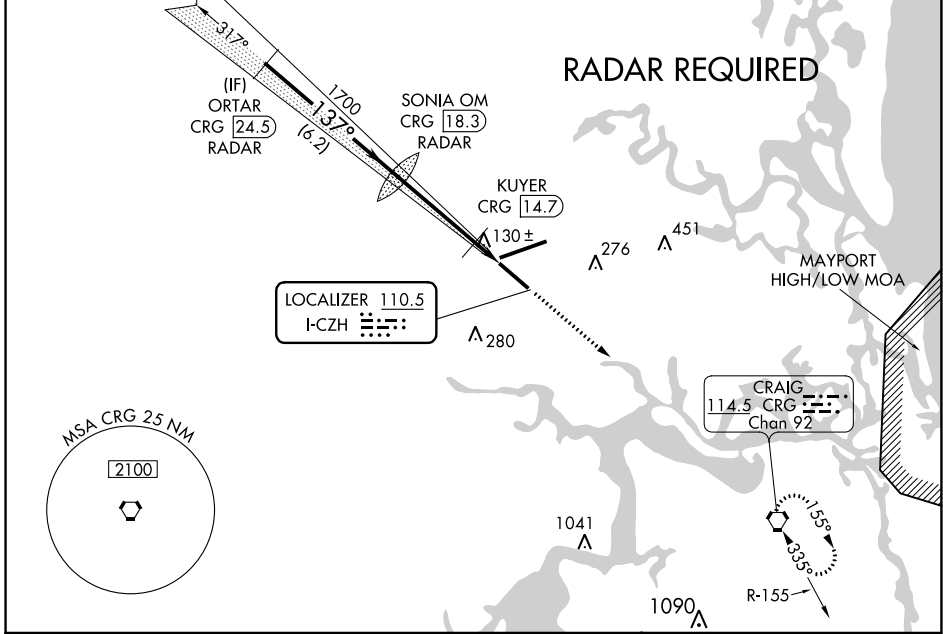 317°
RADAR REQUIRED
(IF)
ORTAR
CRG 24.5
RADAR
1700
137°
(6.2)
SONIA OM
CRG 18.3
RADAR
KUYER
CRG 14.7
130 ±
276
451
MAYPORT
HIGH/LOW MOA
LOCALIZER 110.5
I-CZH
280
CRAIG
114.5 CRG
Chan 92
MSA CRG 25 NM
2100
155°
335°
R-155
1041
1090